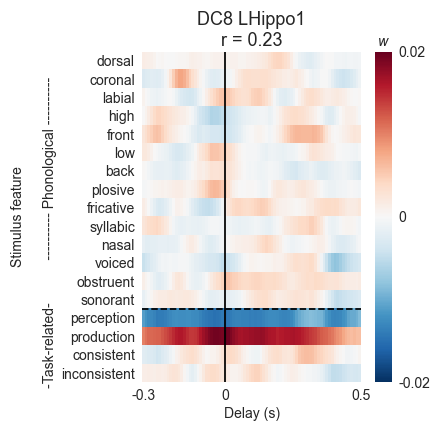 DC8 LHippo1
r = 0.23
w
dorsal
coronal
labial
high
front
low
back
plosive
fricative
syllabic
nasal
voiced
obstruent
sonorant
perception
production
consistent
inconsistent
Stimulus feature
---------- Phonological ----------
-Task-related-
0.02
0
-0.02
-0.3
0
0.5
Delay (s)